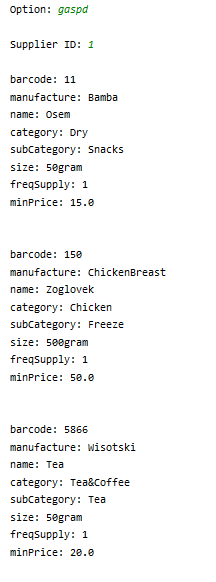 Option: gaspd
Supplier ID: 1
barcode: 11
manufacture: Bamba
name: Osem
category: Dry
subCategory: Snacks
size: 50gram
freqSupply: 1
minPrice: 15.0
barcode: 150
manufacture: ChickenBreast
name: Zoglovek
category: Chicken
subCategory: Freeze
size: 500gram
freqSupply: 1
minPrice: 50.0
barcode: 5866
manufacture: Wisotski
name: Tea
category: Tea&Coffee
subCategory: Tea
size: 50gram
freqSupply: 1
minPrice: 20.0